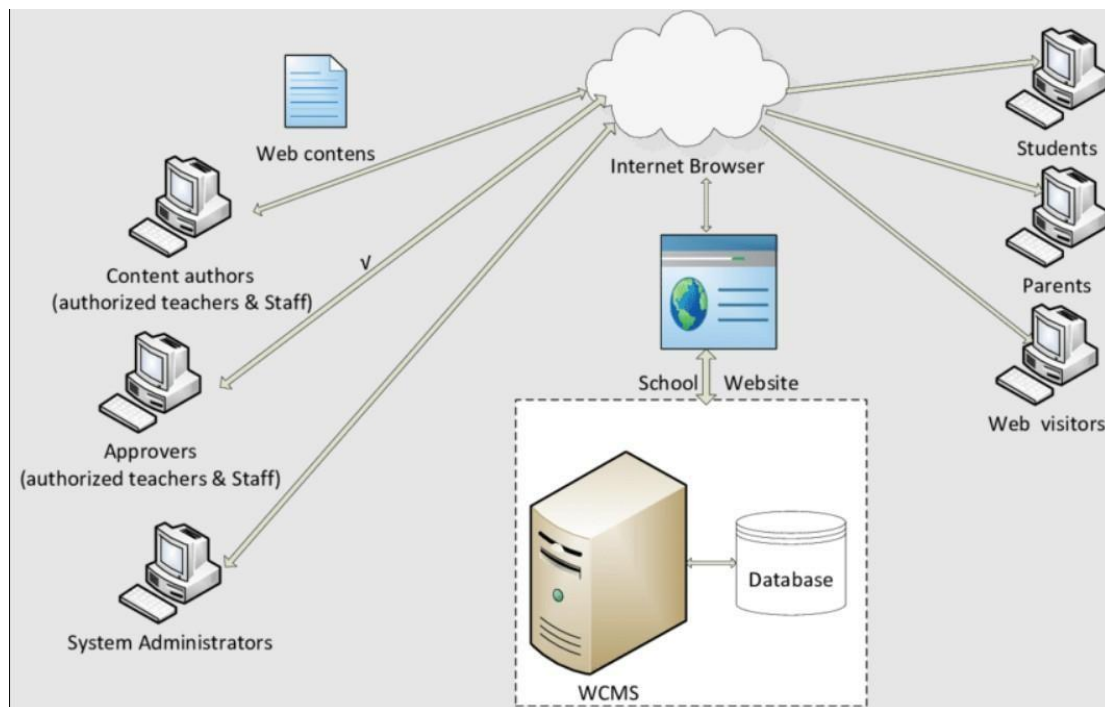 Web contens
Internet Browser
Students
Content authors
(authorized teachers & Staff)
√
Parents
School Website
Approvers
(authorized teachers & Staff)
Web visitors
Database
System Administrators
WCMS